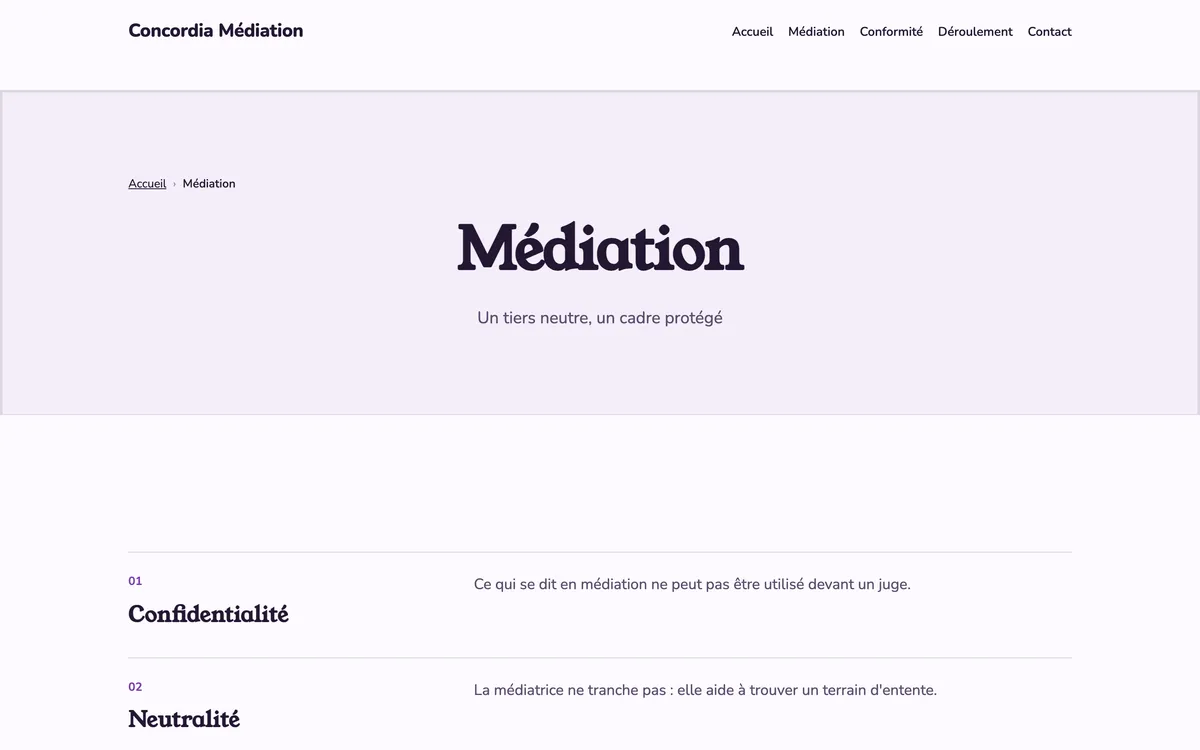 Concordia Médiation
Accueil Médiation Conformité Déroulement Contact
Accueil › Médiation
Médiation
Un tiers neutre, un cadre protégé
01
Confidentialité
Ce qui se dit en médiation ne peut pas être utilisé devant un juge.
02
Neutralité
La médiatrice ne tranche pas : elle aide à trouver un terrain d'entente.